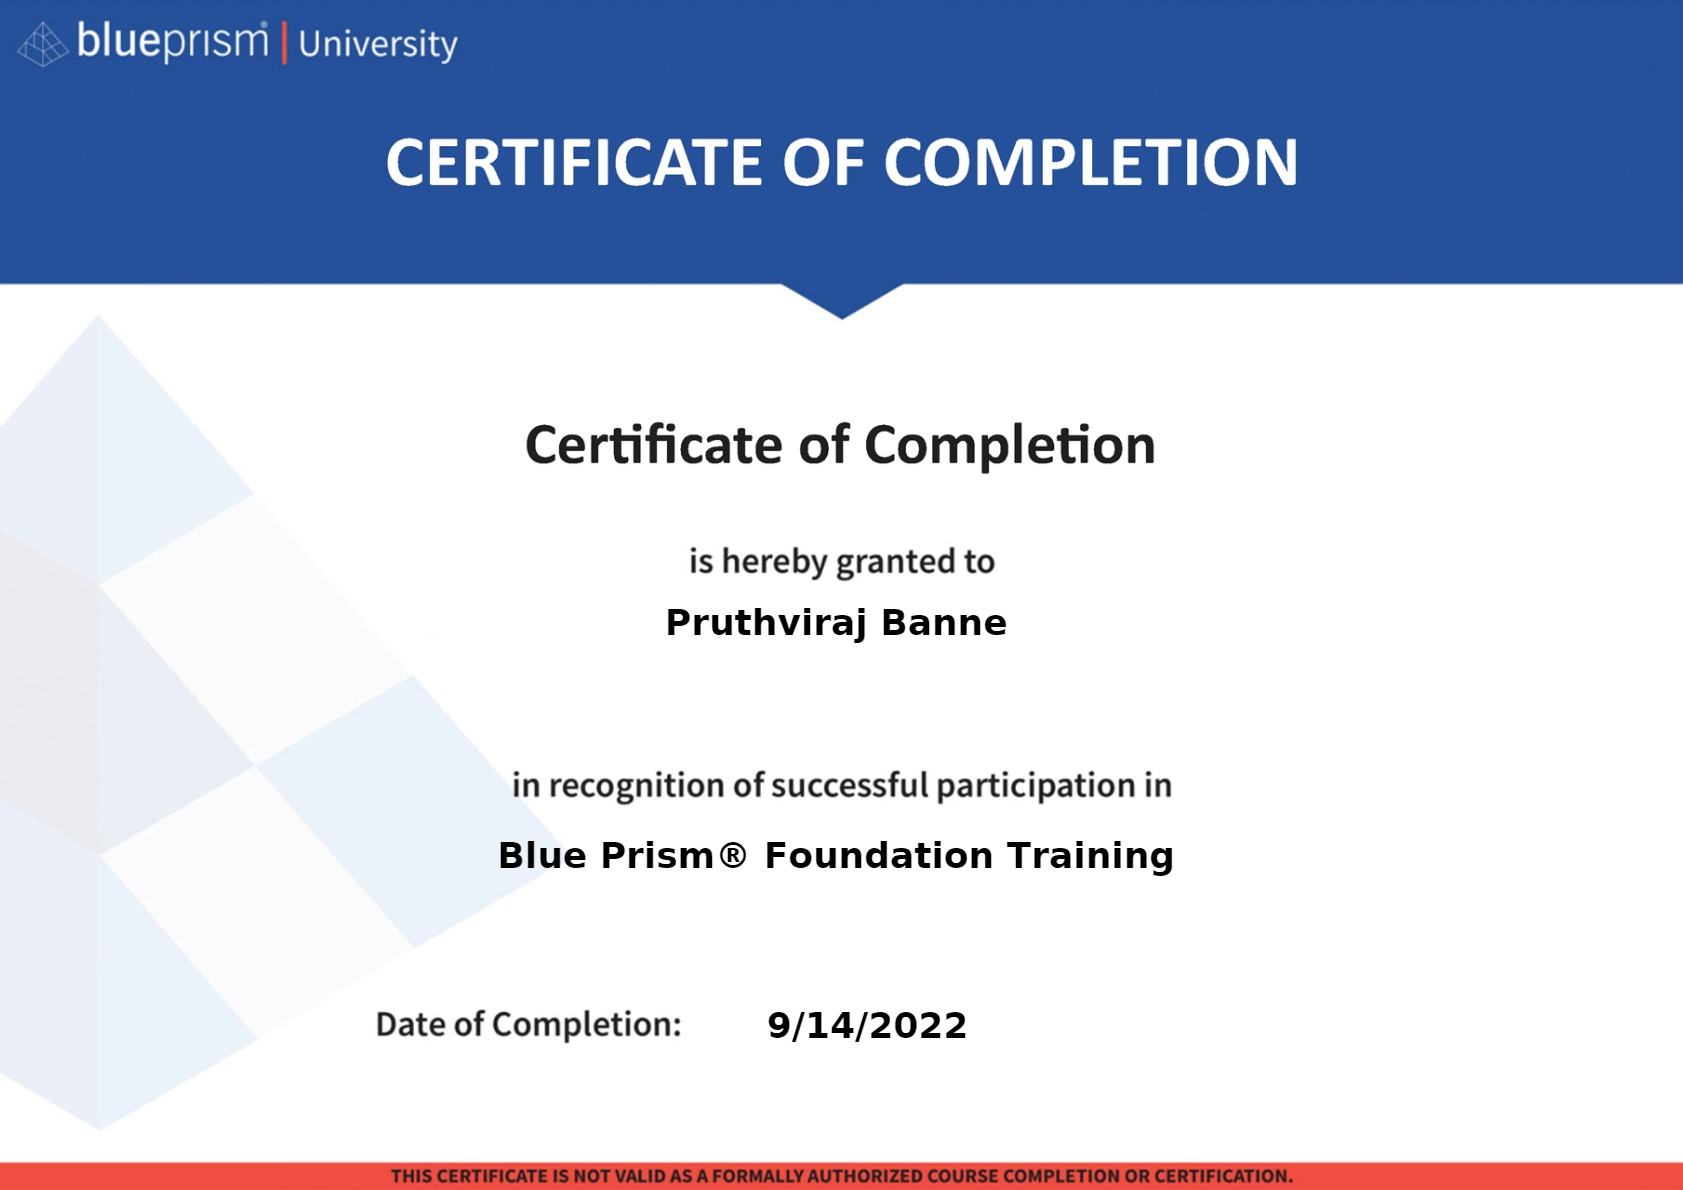 blueprism® | University
CERTIFICATE OF COMPLETION
Certificate of Completion
is hereby granted to
Pruthviraj Banne
in recognition of successful participation in
Blue Prism® Foundation Training
Date of Completion: 9/14/2022
THIS CERTIFICATE IS NOT VALID AS A FORMALLY AUTHORIZED COURSE COMPLETION OR CERTIFICATION.